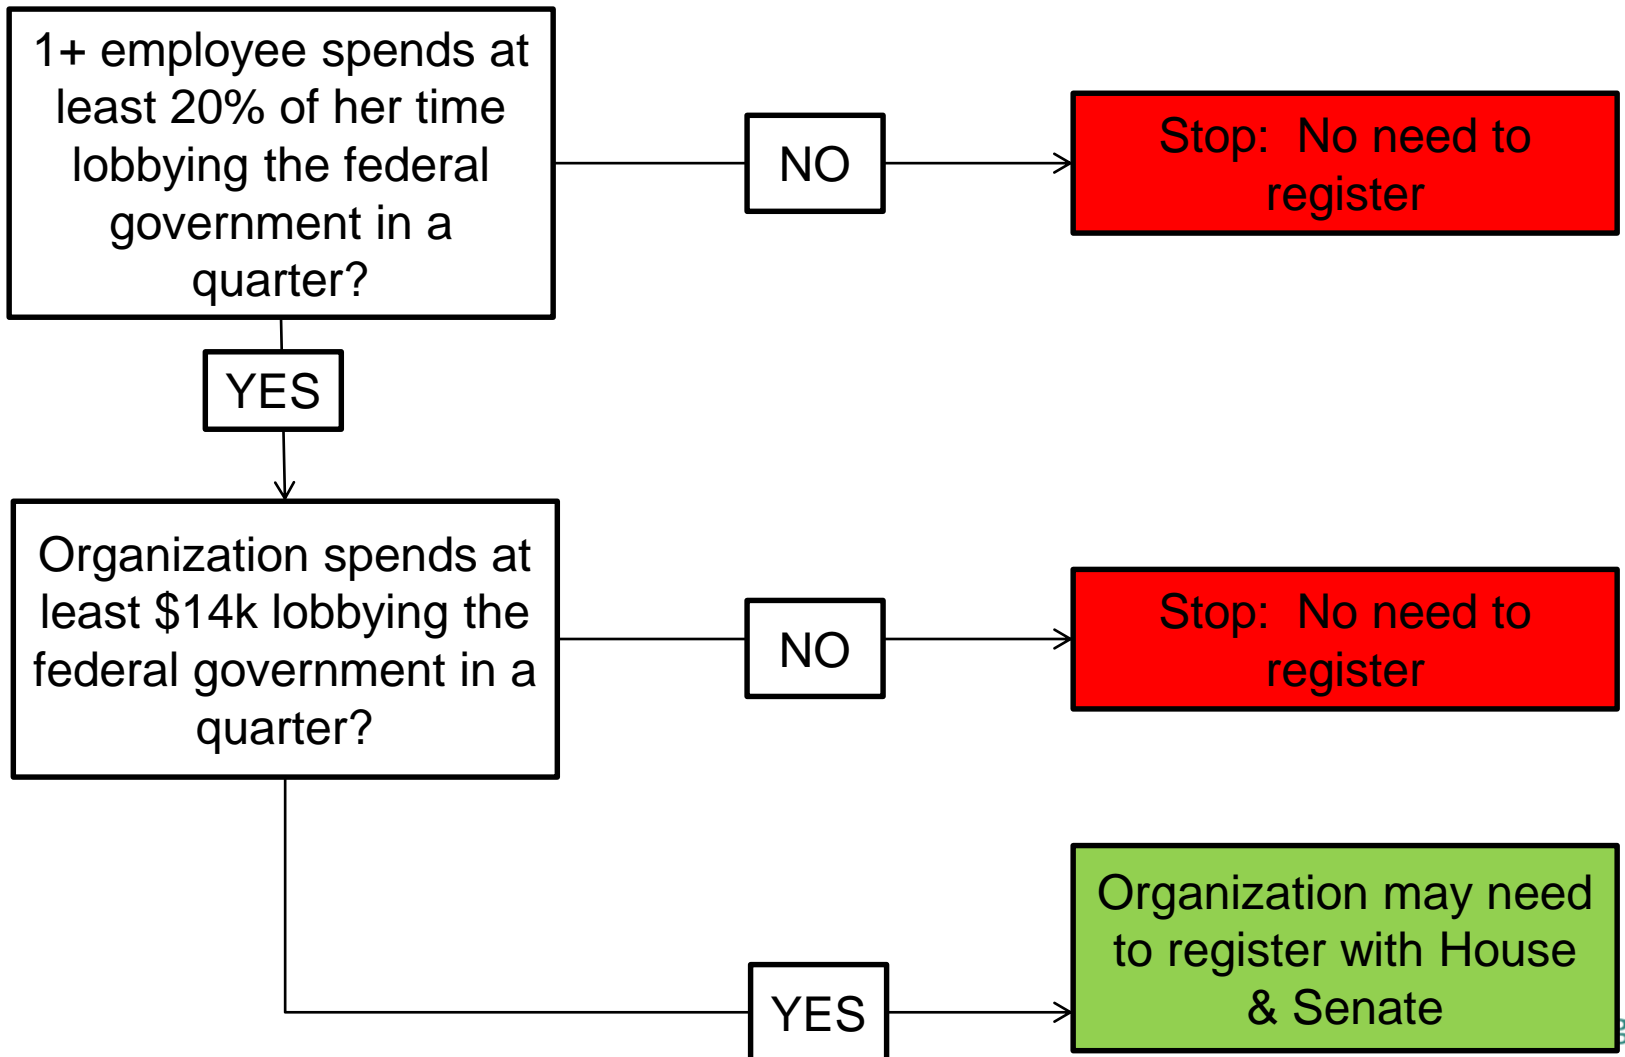 1+ employee spends at
least 20% of her time
lobbying the federal
government in a
quarter?
NO
Stop:  No need to
register
YES
Organization spends at
least $14k lobbying the
federal government in a
quarter?
NO
Stop:  No need to
register
YES
Organization may need
to register with House
& Senate